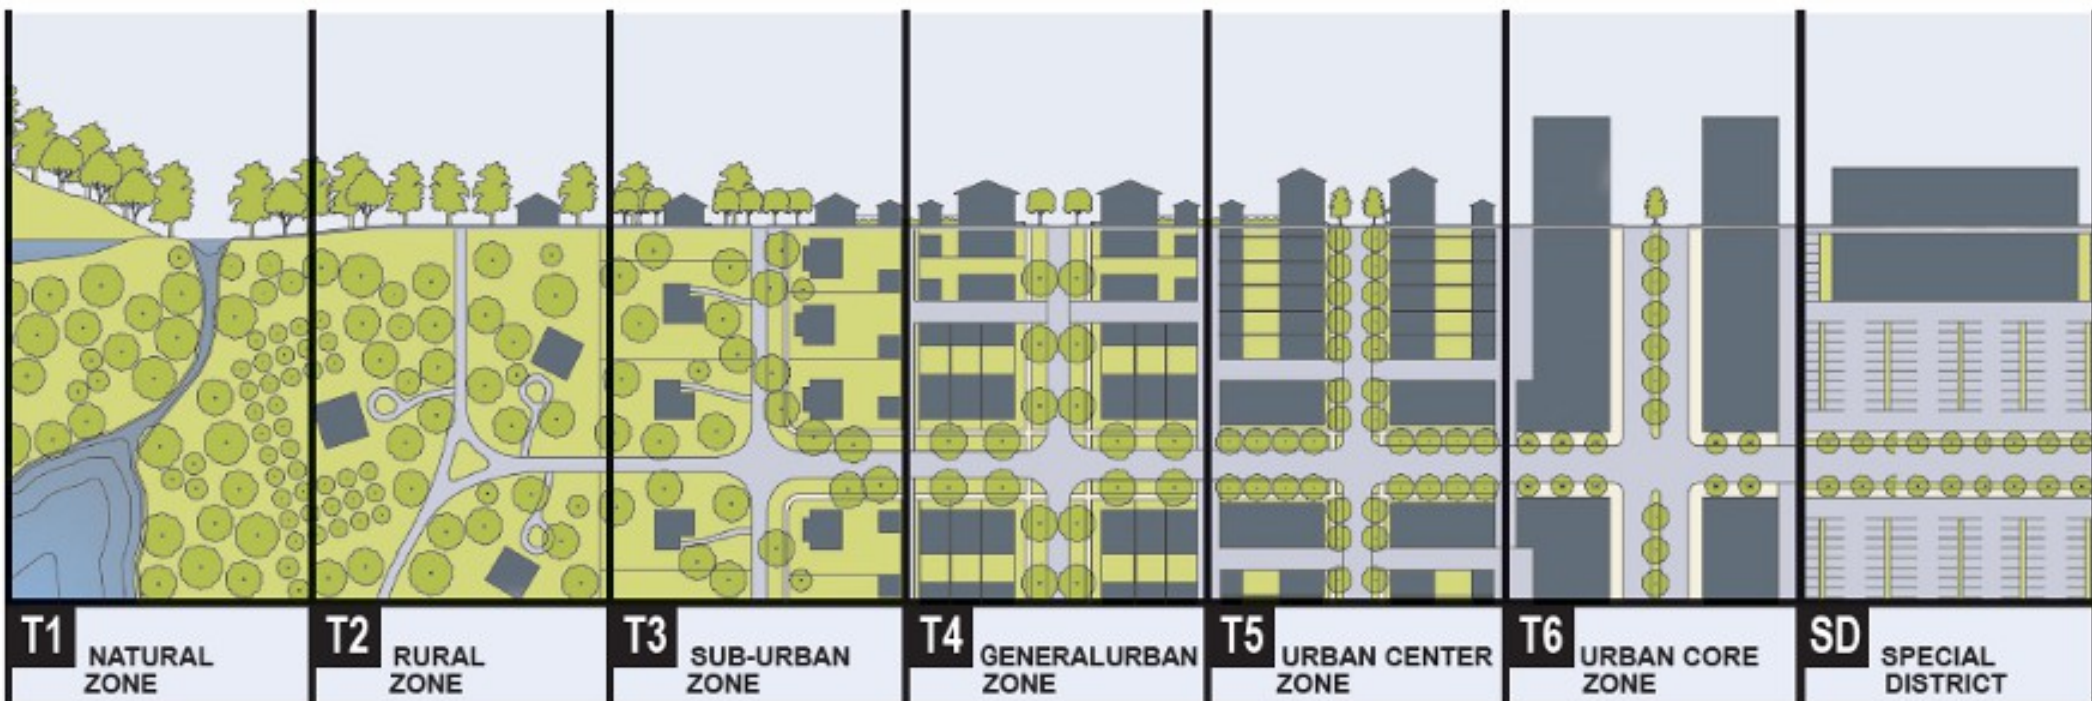 T1
NATURAL
ZONE
T2
RURAL
ZONE
T3
SUB-URBAN
ZONE
T4
GENERALURBAN
ZONE
T5
URBAN CENTER
ZONE
T6
URBAN CORE
ZONE
SD
SPECIAL
DISTRICT